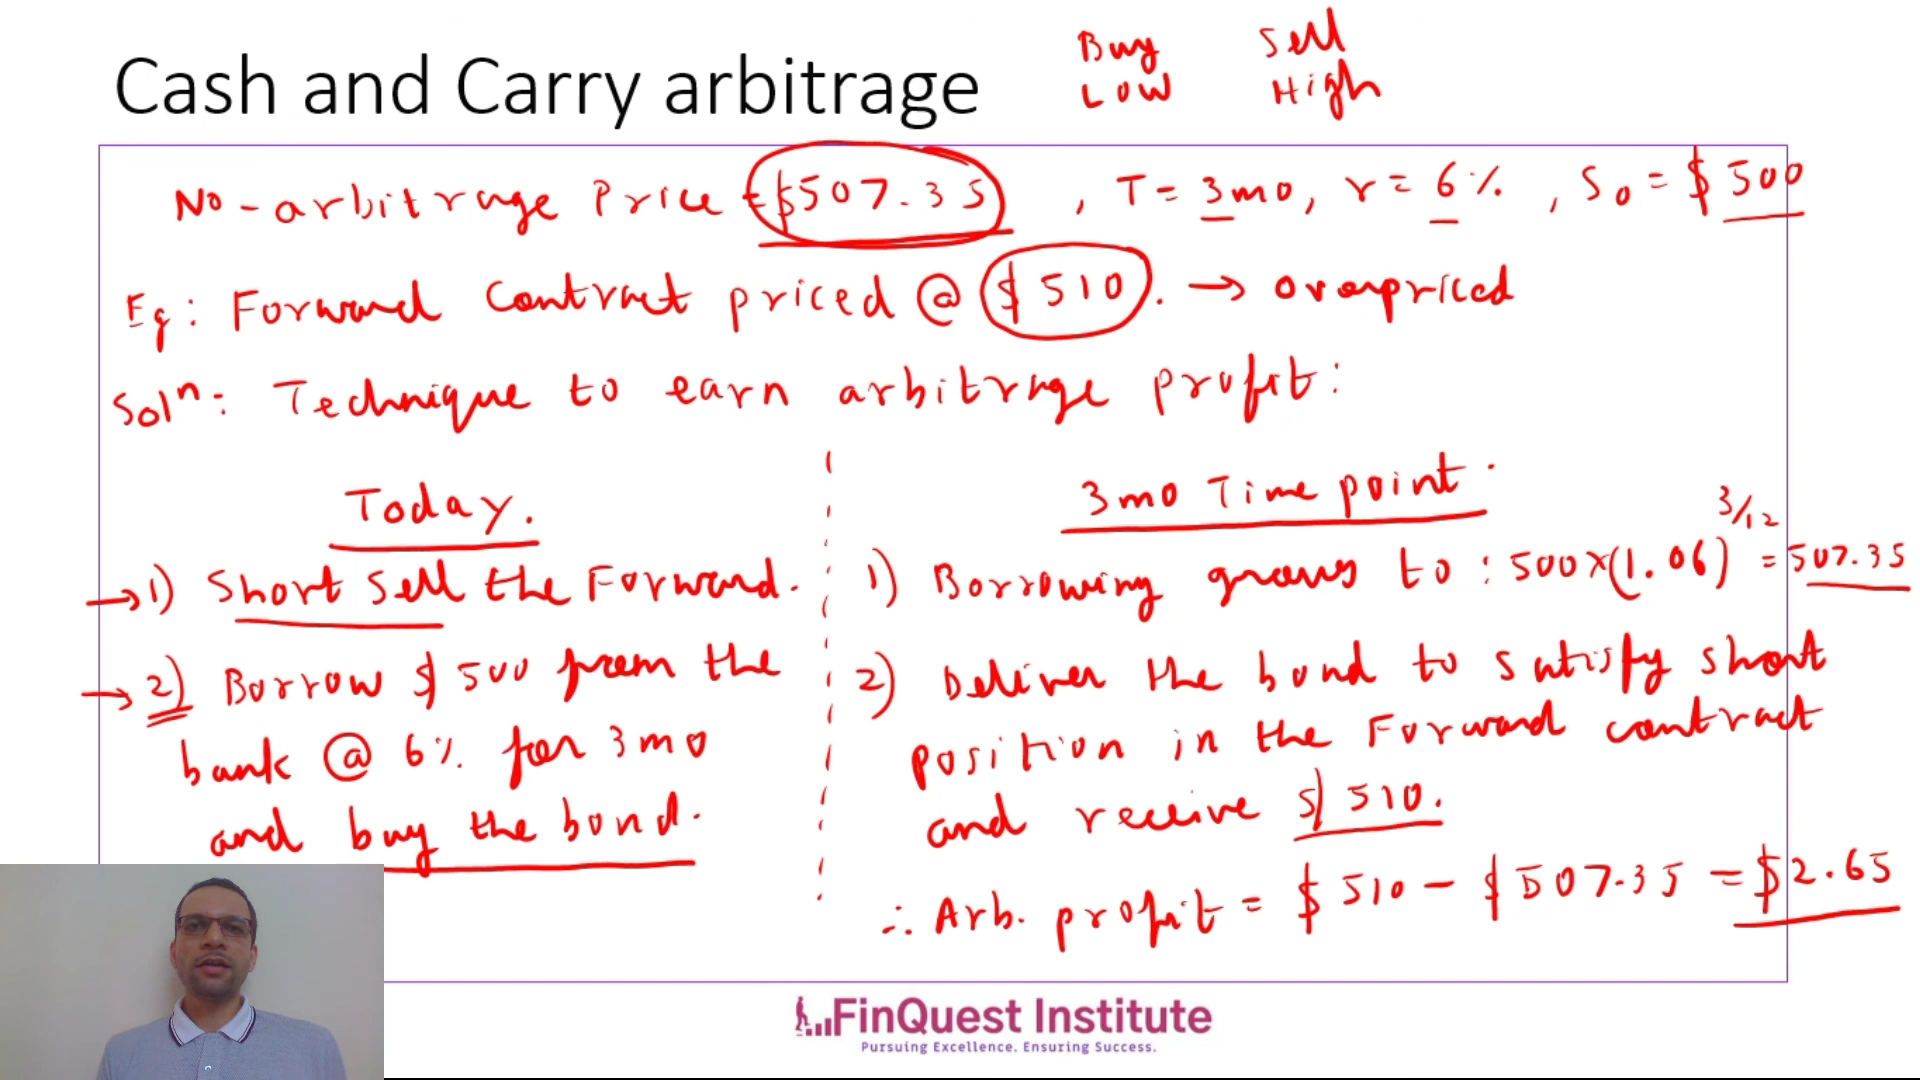 Cash and Carry arbitrage
Buy Sell
Low High
No-arbitrage Price = $507.35 , T = 3mo, r = 6% , S0 = $500
Eg: Forward Contract priced @ $510. → Overpriced
Soln: Technique to earn arbitrage profit:
Today.
→1) Short Sell the Forward.
→2) Borrow $500 from the
bank @ 6% for 3mo
and buy the bond.
3mo Time point.
1) Borrowing grows to : 500×(1.06)^3/12 = 507.35
2) Deliver the bond to satisfy short
position in the Forward contract
and receive $510.
∴ Arb. profit = $510 - $507.35 = $2.65
FinQuest Institute
Pursuing Excellence. Ensuring Success.